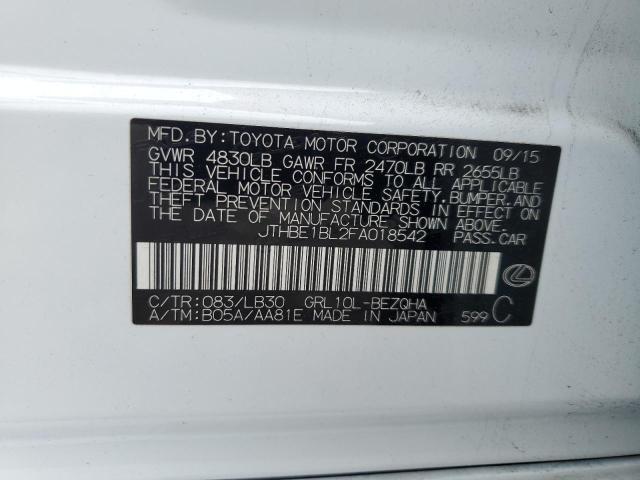 MFD. BY: TOYOTA MOTOR CORPORATION 09/15
GVWR 4830LB GAWR FR 2470LB RR 2655LB
THIS VEHICLE CONFORMS TO ALL APPLICABLE
FEDERAL MOTOR VEHICLE SAFETY, BUMPER, AND
THEFT PREVENTION STANDARDS IN EFFECT ON
THE DATE OF MANUFACTURE SHOWN ABOVE.
JTHBE1BL2FA018542 PASS.CAR
C/TR: 083/LB30 GRL10L-BEZQHA C
A/TM: B05A/AA81E MADE IN JAPAN 599